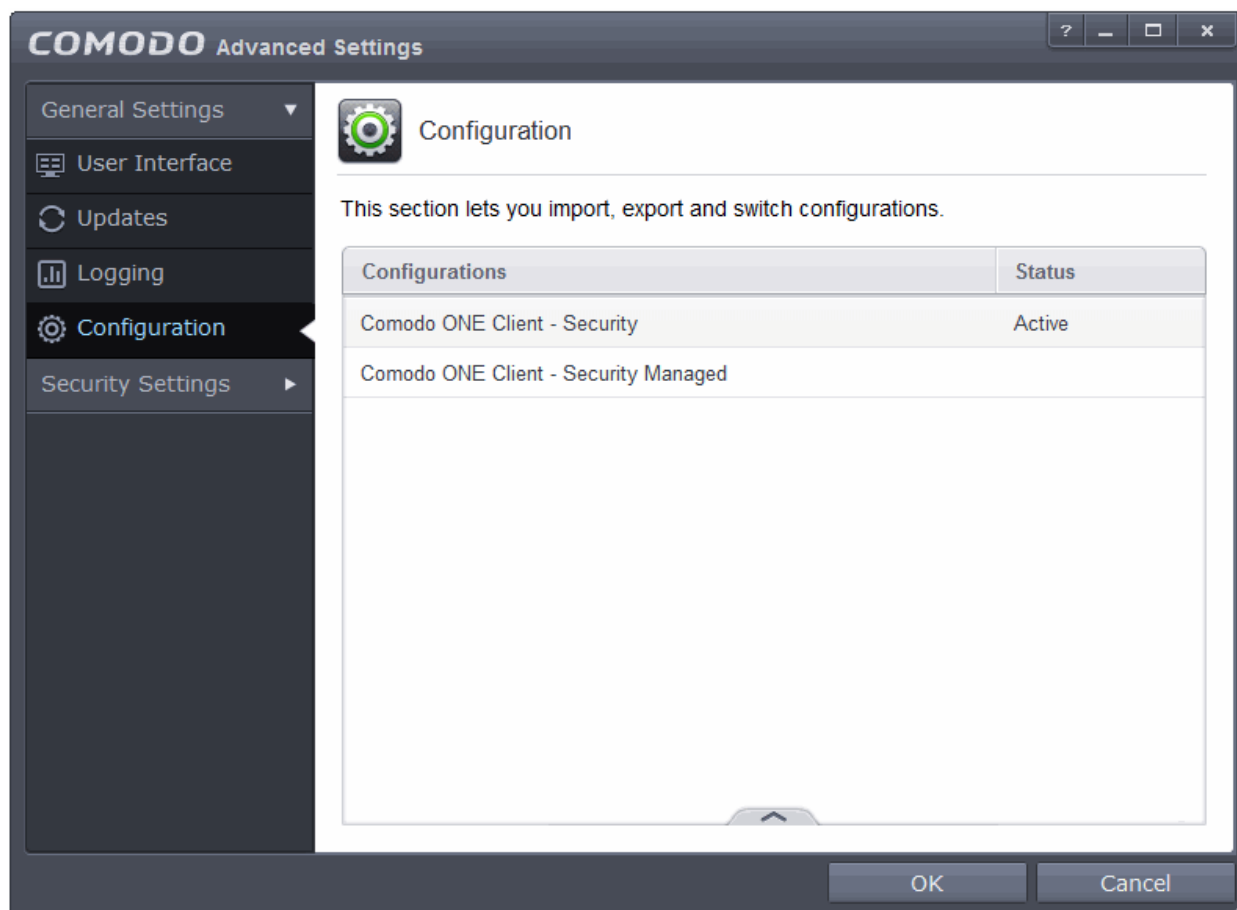 COMODO Advanced Settings
General Settings
User Interface
Updates
Logging
Configuration
Security Settings
Configuration
This section lets you import, export and switch configurations.
Configurations Status
Comodo ONE Client - Security Active
Comodo ONE Client - Security Managed
OK Cancel